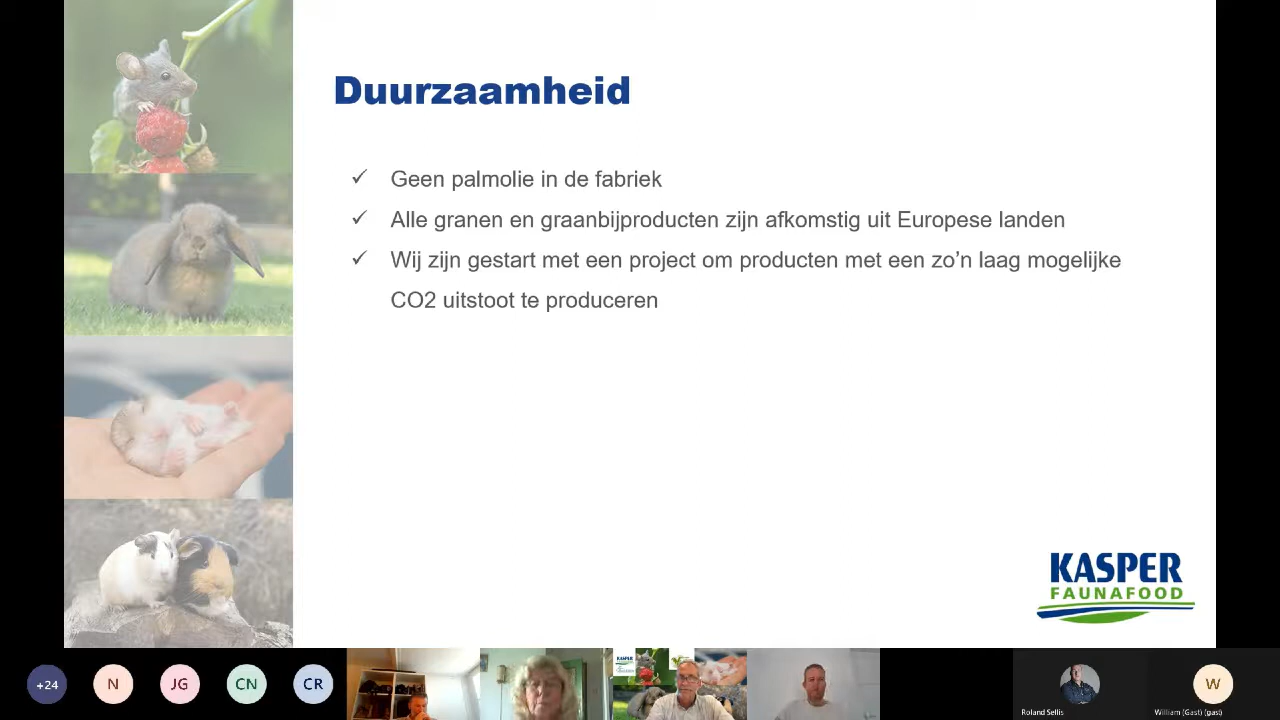 Duurzaamheid
✓ Geen palmolie in de fabriek
✓ Alle granen en graanbijproducten zijn afkomstig uit Europese landen
✓ Wij zijn gestart met een project om producten met een zo’n laag mogelijke
CO2 uitstoot te produceren
KASPER
FAUNAFOOD
+24
N
JG
CN
CR
W
Roland Sellis
William (Gast) (gast)